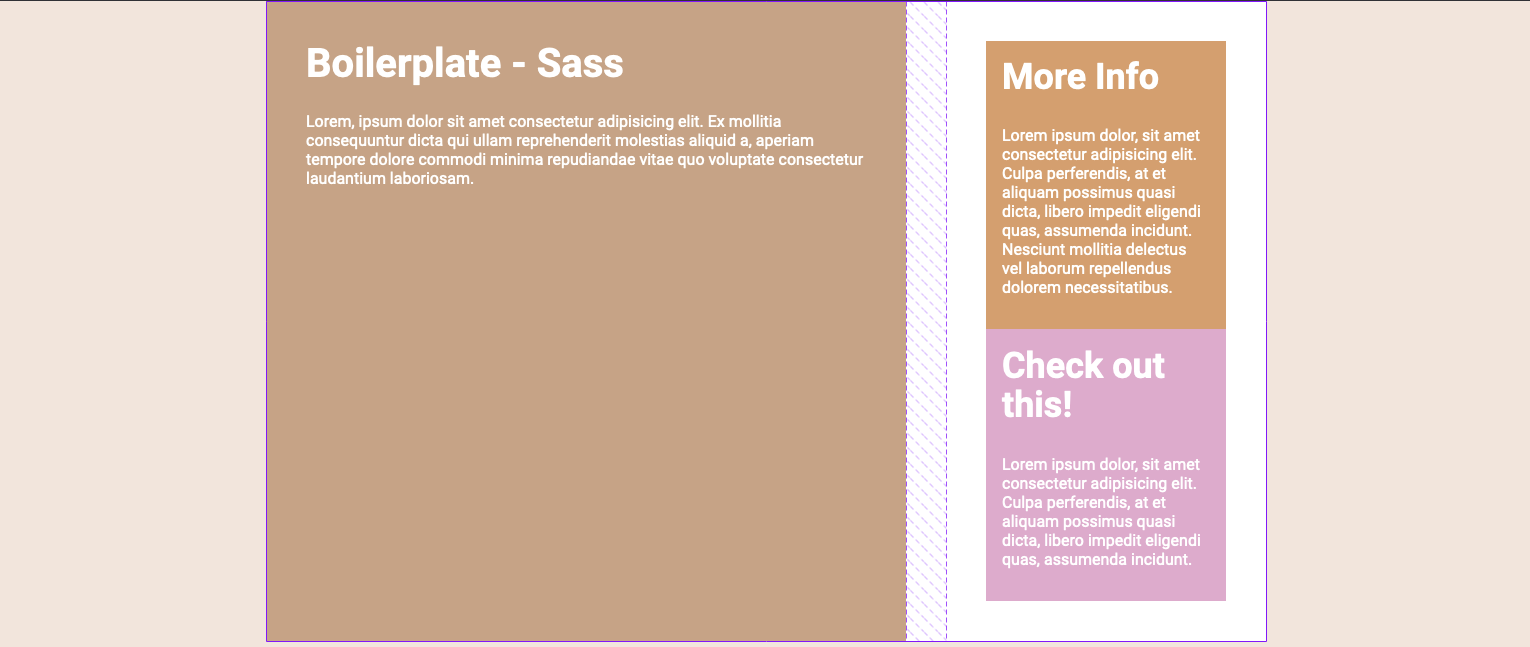 Boilerplate - Sass
Lorem, ipsum dolor sit amet consectetur adipisicing elit. Ex mollitia
consequuntur dicta qui ullam reprehenderit molestias aliquid a, aperiam
tempore dolore commodi minima repudiandae vitae quo voluptate consectetur
laudantium laboriosam.
More Info
Lorem ipsum dolor, sit amet
consectetur adipisicing elit.
Culpa perferendis, at et
aliquam possimus quasi
dicta, libero impedit eligendi
quas, assumenda incidunt.
Nesciunt mollitia delectus
vel laborum repellendus
dolorem necessitatibus.
Check out
this!
Lorem ipsum dolor, sit amet
consectetur adipisicing elit.
Culpa perferendis, at et
aliquam possimus quasi
dicta, libero impedit eligendi
quas, assumenda incidunt.